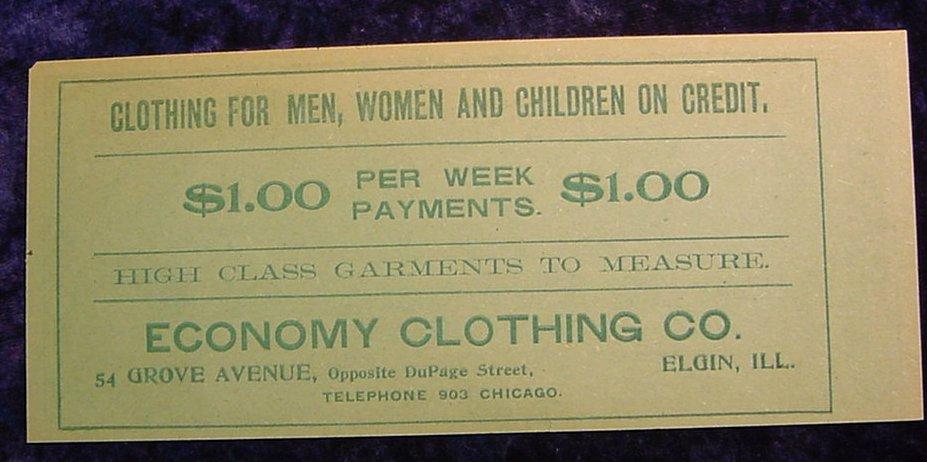 CLOTHING FOR MEN, WOMEN AND CHILDREN ON CREDIT.
$1.00 PER WEEK PAYMENTS. $1.00
HIGH CLASS GARMENTS TO MEASURE.
ECONOMY CLOTHING CO.
54 GROVE AVENUE, Opposite DuPage Street, ELGIN, ILL.
TELEPHONE 903 CHICAGO.